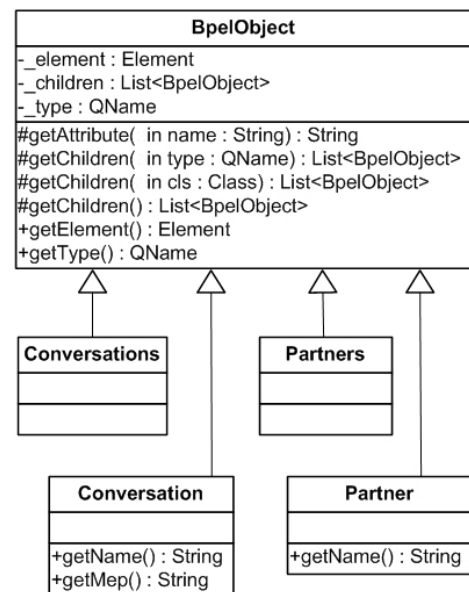 BpelObject
-_element : Element
-_children : List<BpelObject>
-_type : QName
#getAttribute( in name : String) : String
#getChildren( in type : QName) : List<BpelObject>
#getChildren( in cls : Class) : List<BpelObject>
#getChildren() : List<BpelObject>
+getElement() : Element
+getType() : QName
Conversations
Partners
Conversation
+getName() : String
+getMep() : String
Partner
+getName() : String